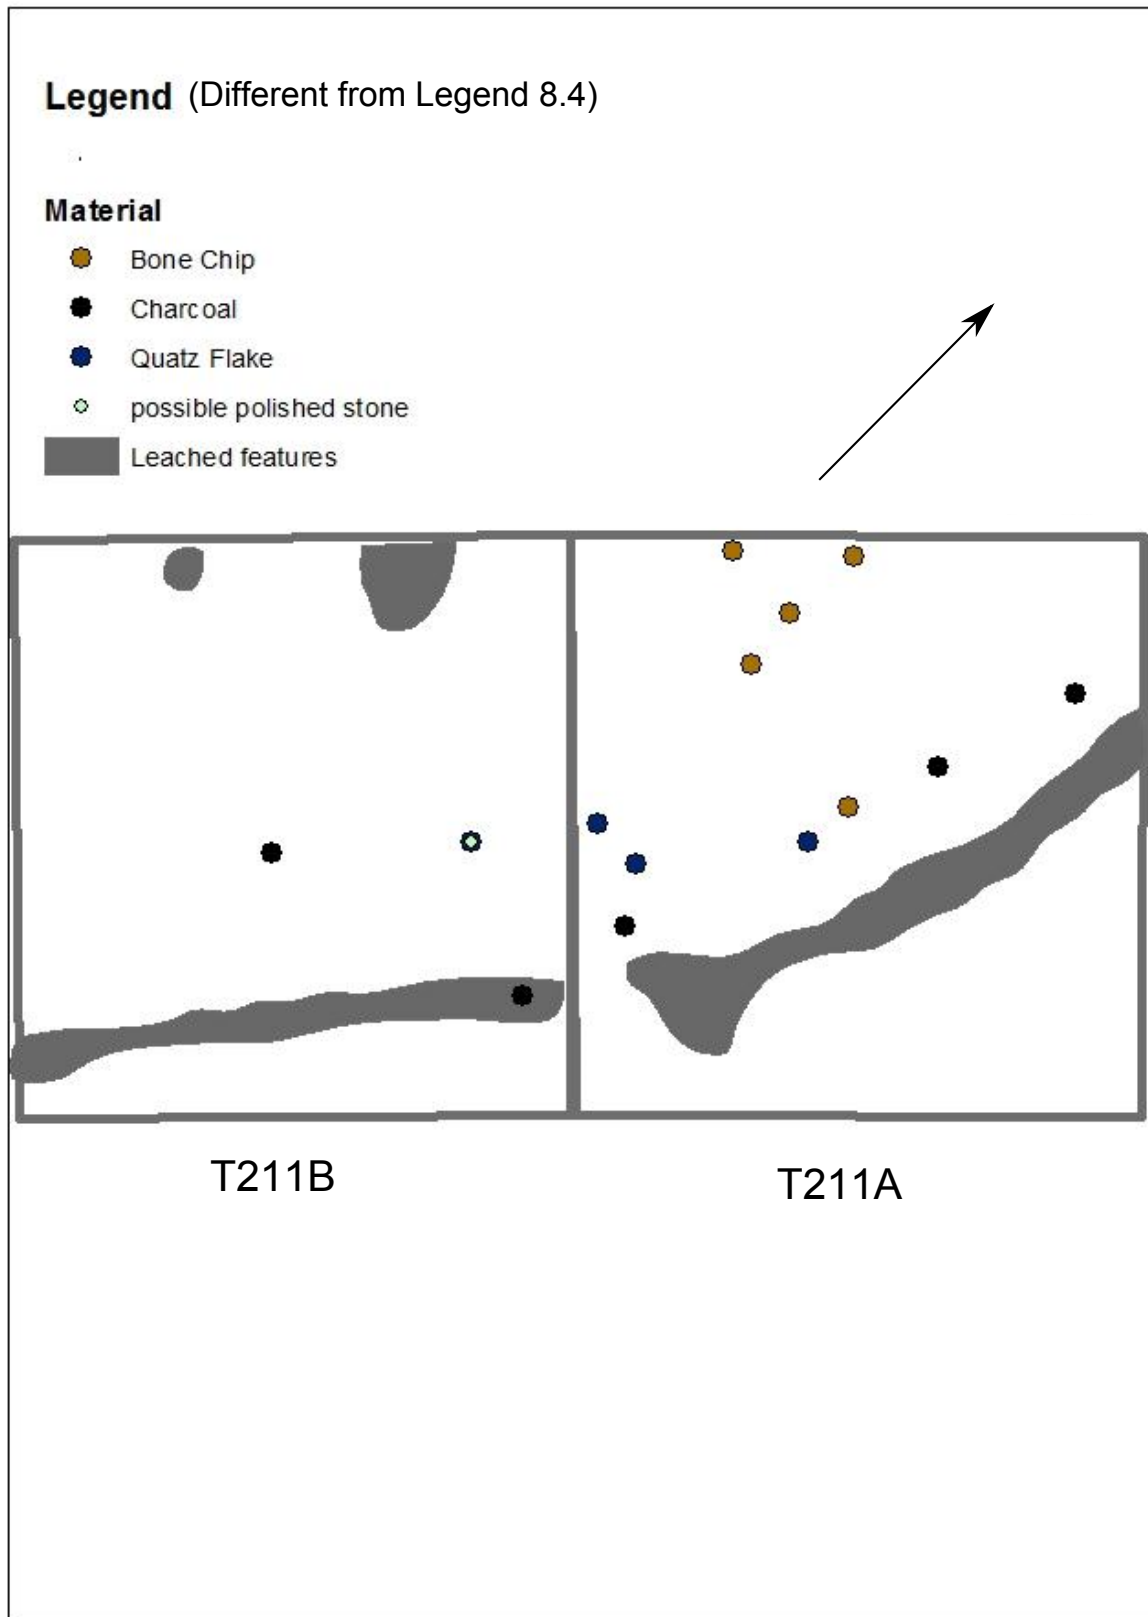 Legend (Different from Legend 8.4)
Material
Bone Chip
Charcoal
Quatz Flake
possible polished stone
Leached features
T211B
T211A